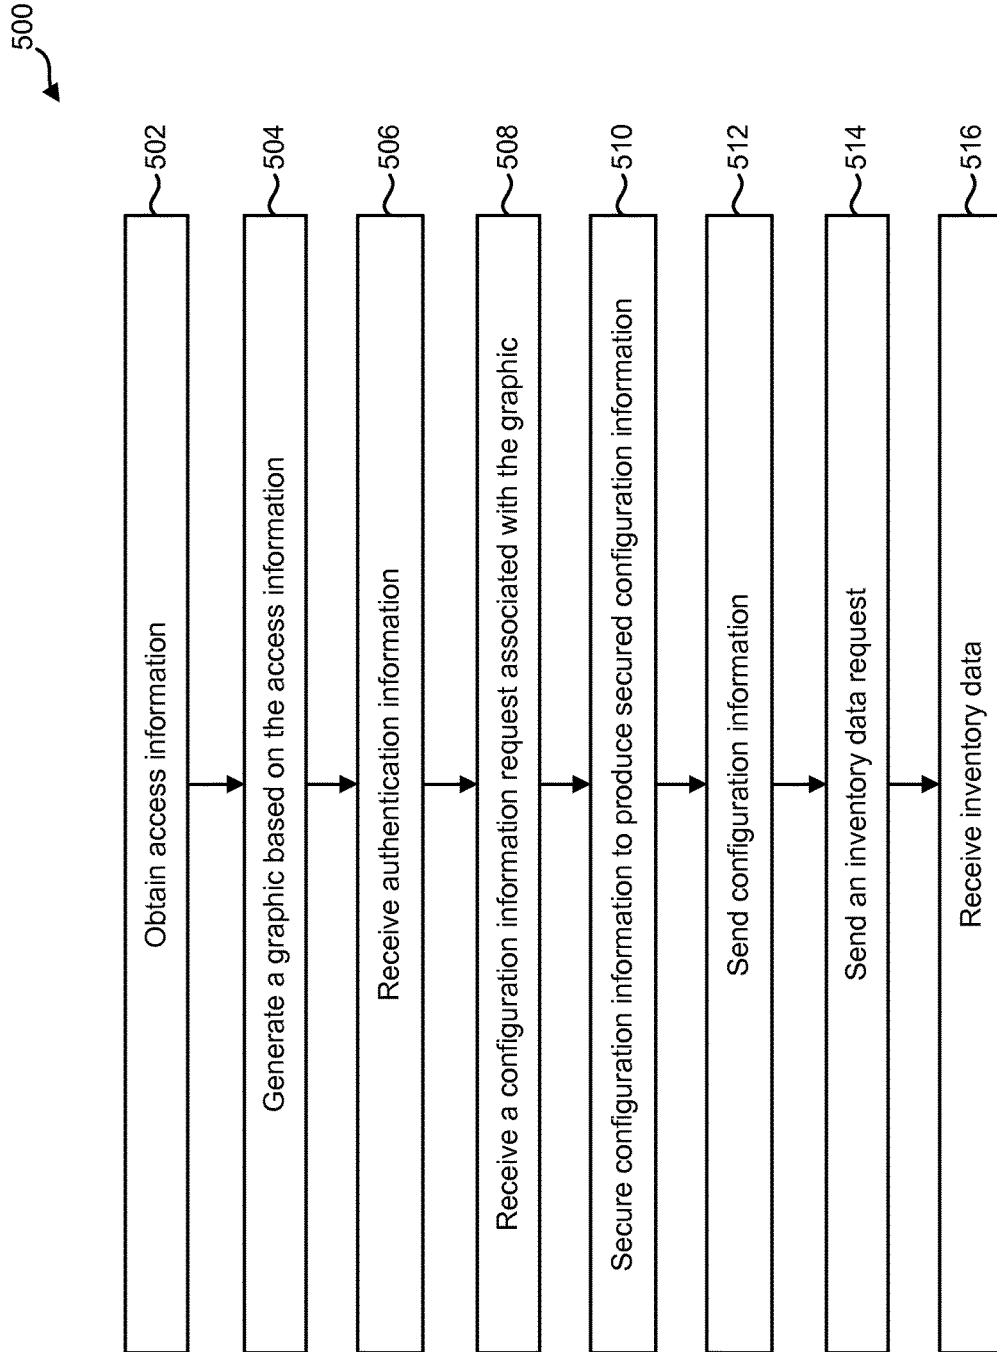 500
Obtain access information
502
Generate a graphic based on the access information
504
Receive authentication information
506
Receive a configuration information request associated with the graphic
508
Secure configuration information to produce secured configuration information
510
Send configuration information
512
Send an inventory data request
514
Receive inventory data
516